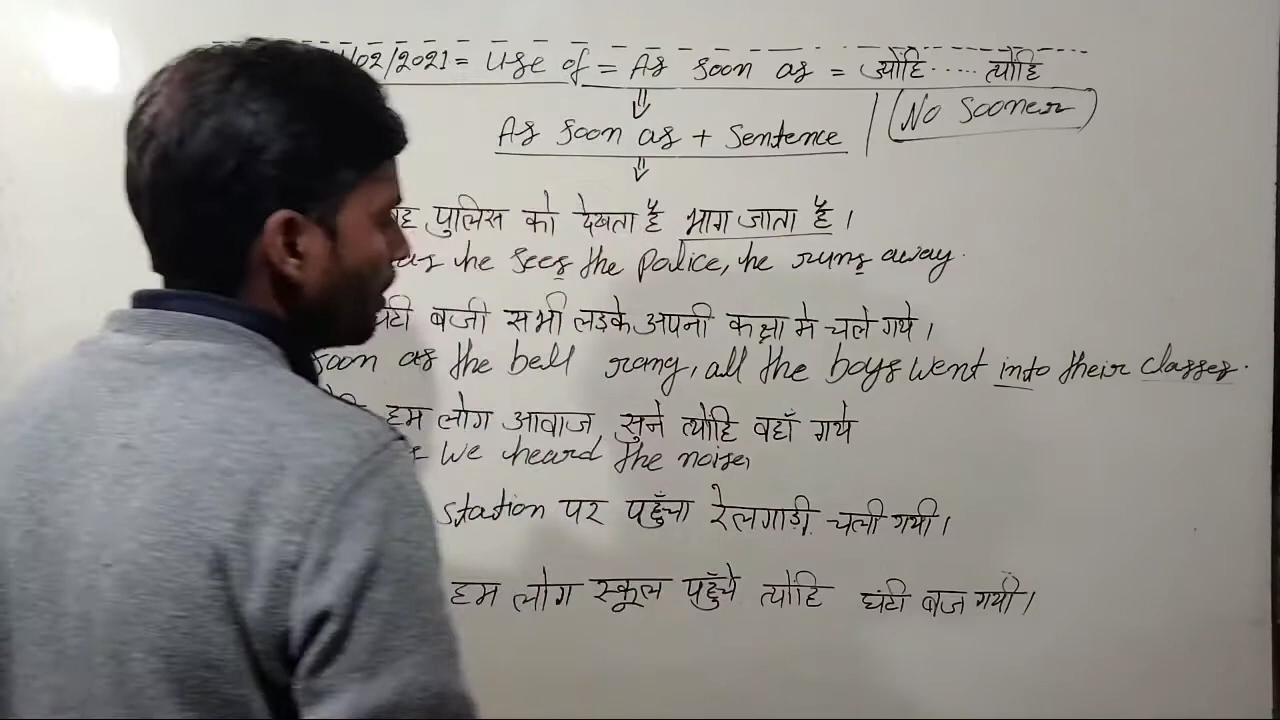 /02/2021 = Use of = As soon as = ज्योहि ..... त्योहि
As soon as + Sentence | (No Sooner)
पुलिस को देखता है भाग जाता है।
as he sees the police, he runs away.
बजी सभी लड़के अपनी कक्षा मे चले गये।
soon as the bell rang, all the boys went into their classes.
हम लोग आवाज सुने त्योहि वहाँ गये
we heard the noise,
station पर पहुँचा रेलगाड़ी चली गयी।
हम लोग स्कूल पहुँचे त्योहि घंटी बज गयी।